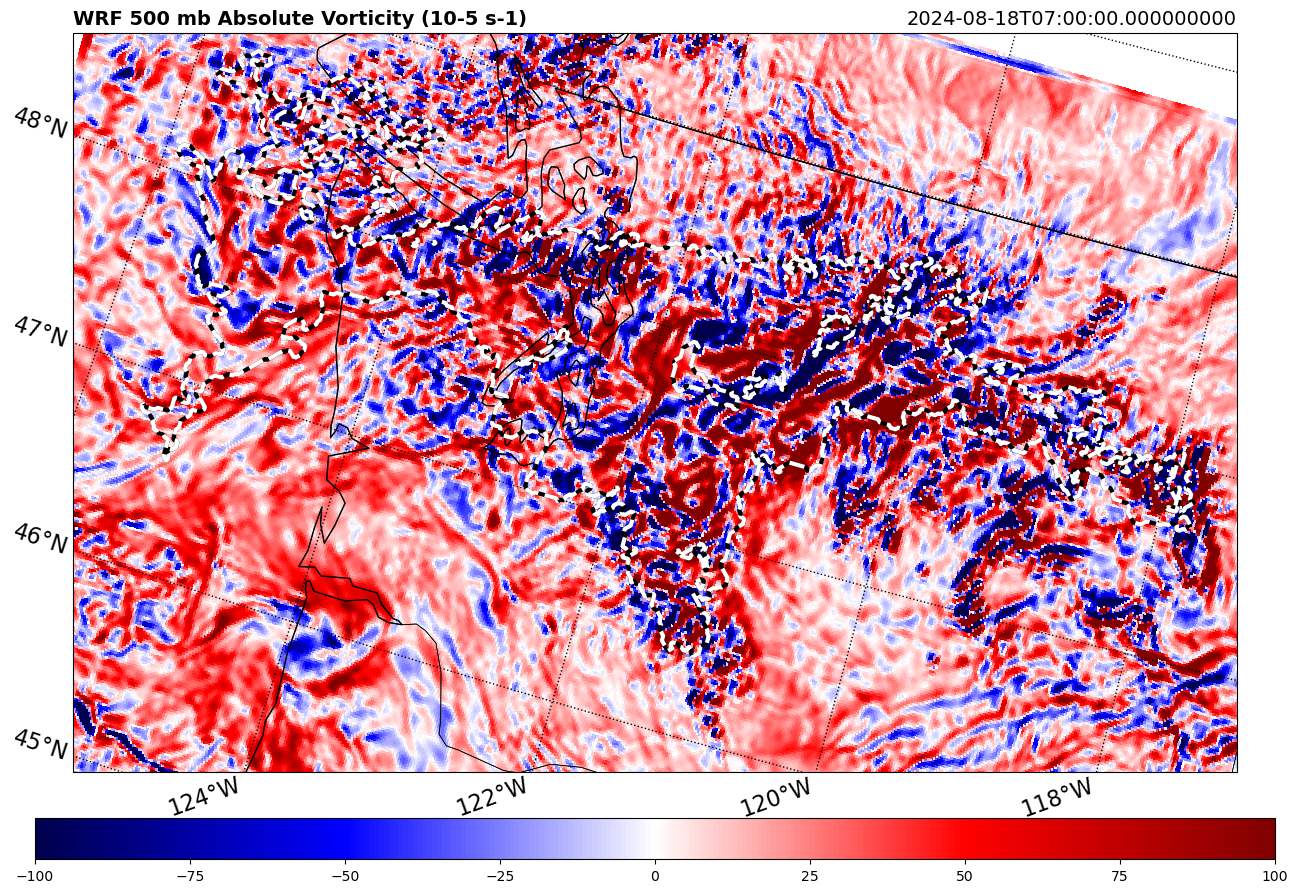 WRF 500 mb Absolute Vorticity (10-5 s-1)
2024-08-18T07:00:00.000000000
48°N
47°N
46°N
45°N
124°W
122°W
120°W
118°W
−100
−75
−50
−25
0
25
50
75
100